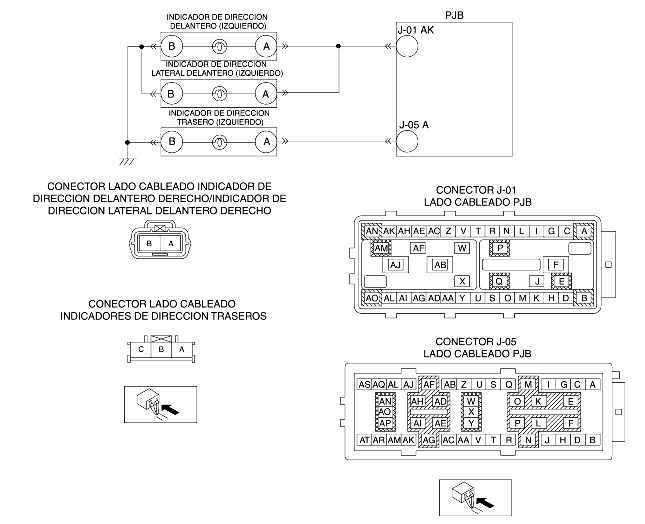 INDICADOR DE DIRECCION
DELANTERO (IZQUIERDO)
PJB
B A
J-01 AK
INDICADOR DE DIRECCION
LATERAL DELANTERO (IZQUIERDO)
B A
INDICADOR DE DIRECCION
TRASERO (IZQUIERDO)
B A
J-05 A
CONECTOR LADO CABLEADO INDICADOR DE
DIRECCION DELANTERO DERECHO/INDICADOR DE
DIRECCION LATERAL DELANTERO DERECHO
B A
CONECTOR J-01
LADO CABLEADO PJB
AN AK AH AE AC Z V T R N L I G C A
AM AF W P
AJ AB F
X Q J E
AO AL AI AG AD AA Y U S O M K H D B
CONECTOR LADO CABLEADO
INDICADORES DE DIRECCION TRASEROS
C B A
CONECTOR J-05
LADO CABLEADO PJB
AS AQ AL AJ AF AB Z U S Q M I G C A
AN AH AD W O K E
AO X
AP AI AE Y P L F
AT AR AM AK AG AC AA V T R N J H D B